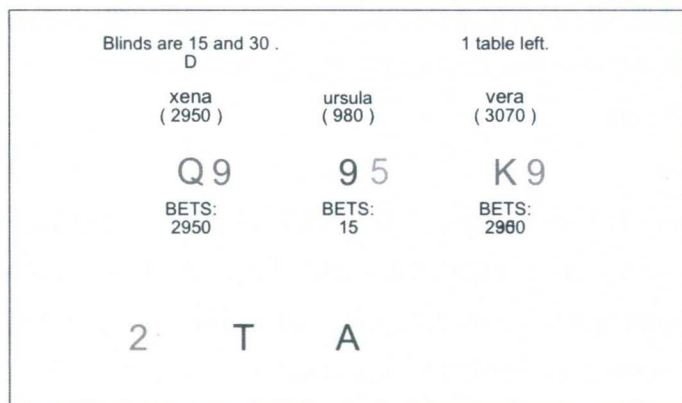 Blinds are 15 and 30 . 1 table left.
D
xena ursula vera
( 2950 ) ( 980 ) ( 3070 )
Q 9 9 5 K 9
BETS: BETS: BETS:
2950 15
2 T A